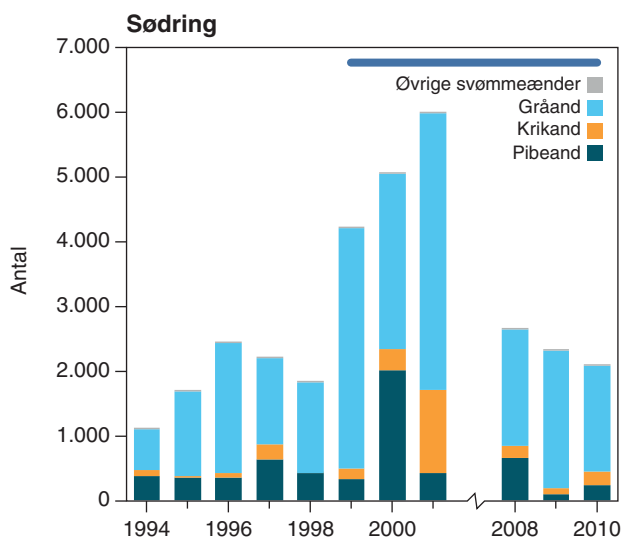 Sødring
7.000
6.000
5.000
4.000
3.000
2.000
1.000
0
Antal
Øvrige svømmeænder
Gråand
Krikand
Pibeand
1994 1996 1998 2000 2008 2010